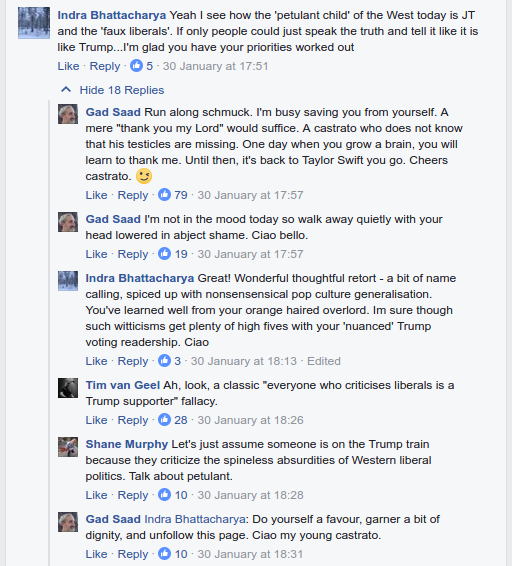 Indra Bhattacharya Yeah I see how the 'petulant child' of the West today is JT
and the 'faux liberals'. If only people could just speak the truth and tell it like it is
like Trump...I'm glad you have your priorities worked out
Like · Reply · 5 · 30 January at 17:51
Hide 18 Replies
Gad Saad Run along schmuck. I'm busy saving you from yourself. A
mere "thank you my Lord" would suffice. A castrato who does not know
that his testicles are missing. One day when you grow a brain, you will
learn to thank me. Until then, it's back to Taylor Swift you go. Cheers
castrato. 😉
Like · Reply · 79 · 30 January at 17:57
Gad Saad I'm not in the mood today so walk away quietly with your
head lowered in abject shame. Ciao bello.
Like · Reply · 19 · 30 January at 17:57
Indra Bhattacharya Great! Wonderful thoughtful retort - a bit of name
calling, spiced up with nonsensensical pop culture generalisation.
You've learned well from your orange haired overlord. Im sure though
such witticisms get plenty of high fives with your 'nuanced' Trump
voting readership. Ciao
Like · Reply · 3 · 30 January at 18:13 · Edited
Tim van Geel Ah, look, a classic "everyone who criticises liberals is a
Trump supporter" fallacy.
Like · Reply · 28 · 30 January at 18:26
Shane Murphy Let's just assume someone is on the Trump train
because they criticize the spineless absurdities of Western liberal
politics. Talk about petulant.
Like · Reply · 10 · 30 January at 18:28
Gad Saad Indra Bhattacharya: Do yourself a favour, garner a bit of
dignity, and unfollow this page. Ciao my young castrato.
Like · Reply · 10 · 30 January at 18:31